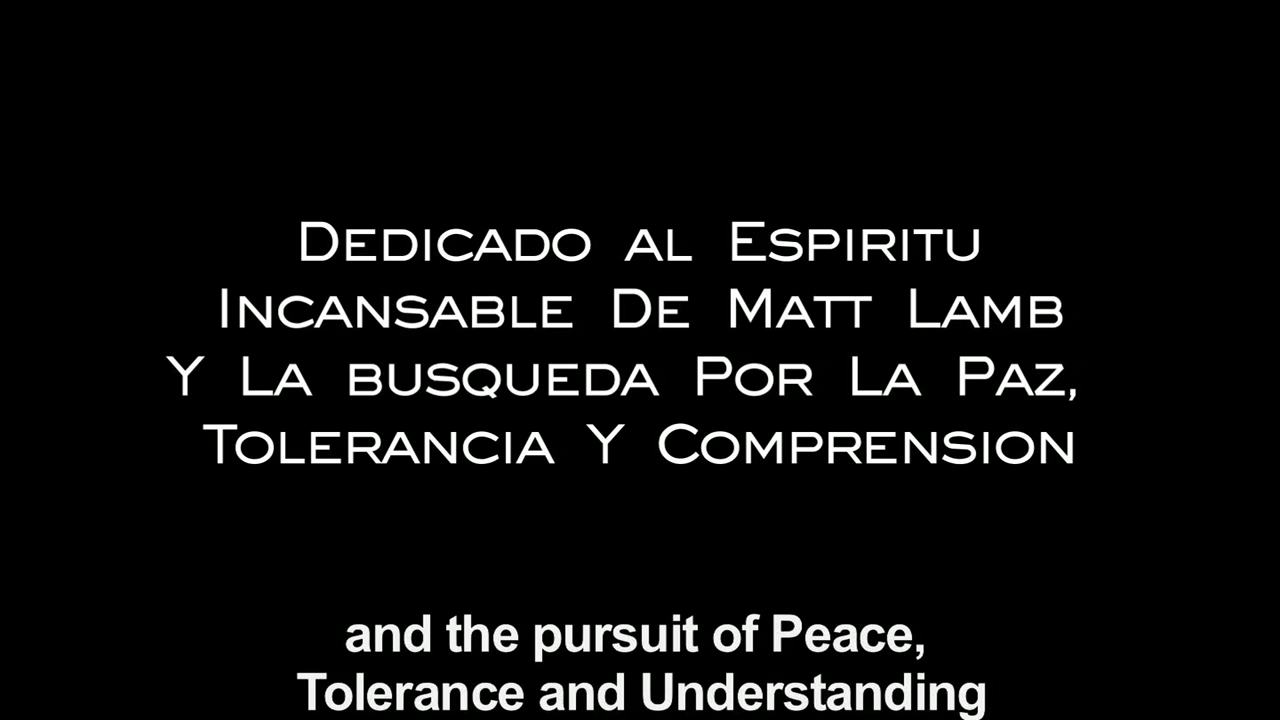 Dedicado al Espiritu
Incansable De Matt Lamb
Y La busqueda Por La Paz,
Tolerancia Y Comprension
and the pursuit of Peace,
Tolerance and Understanding